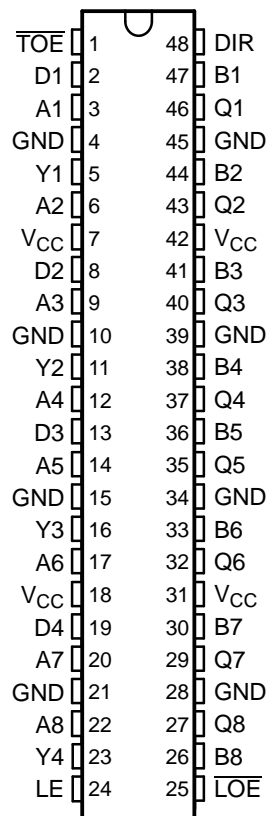 T̅O̅E̅ 1 48 DIR
D1 2 47 B1
A1 3 46 Q1
GND 4 45 GND
Y1 5 44 B2
A2 6 43 Q2
VCC 7 42 VCC
D2 8 41 B3
A3 9 40 Q3
GND 10 39 GND
Y2 11 38 B4
A4 12 37 Q4
D3 13 36 B5
A5 14 35 Q5
GND 15 34 GND
Y3 16 33 B6
A6 17 32 Q6
VCC 18 31 VCC
D4 19 30 B7
A7 20 29 Q7
GND 21 28 GND
A8 22 27 Q8
Y4 23 26 B8
LE 24 25 L̅O̅E̅